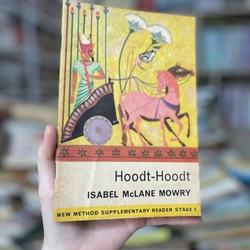 Hoodt-Hoodt
ISABEL McLANE MOWRY
NEW METHOD SUPPLEMENTARY READER STAGE 2